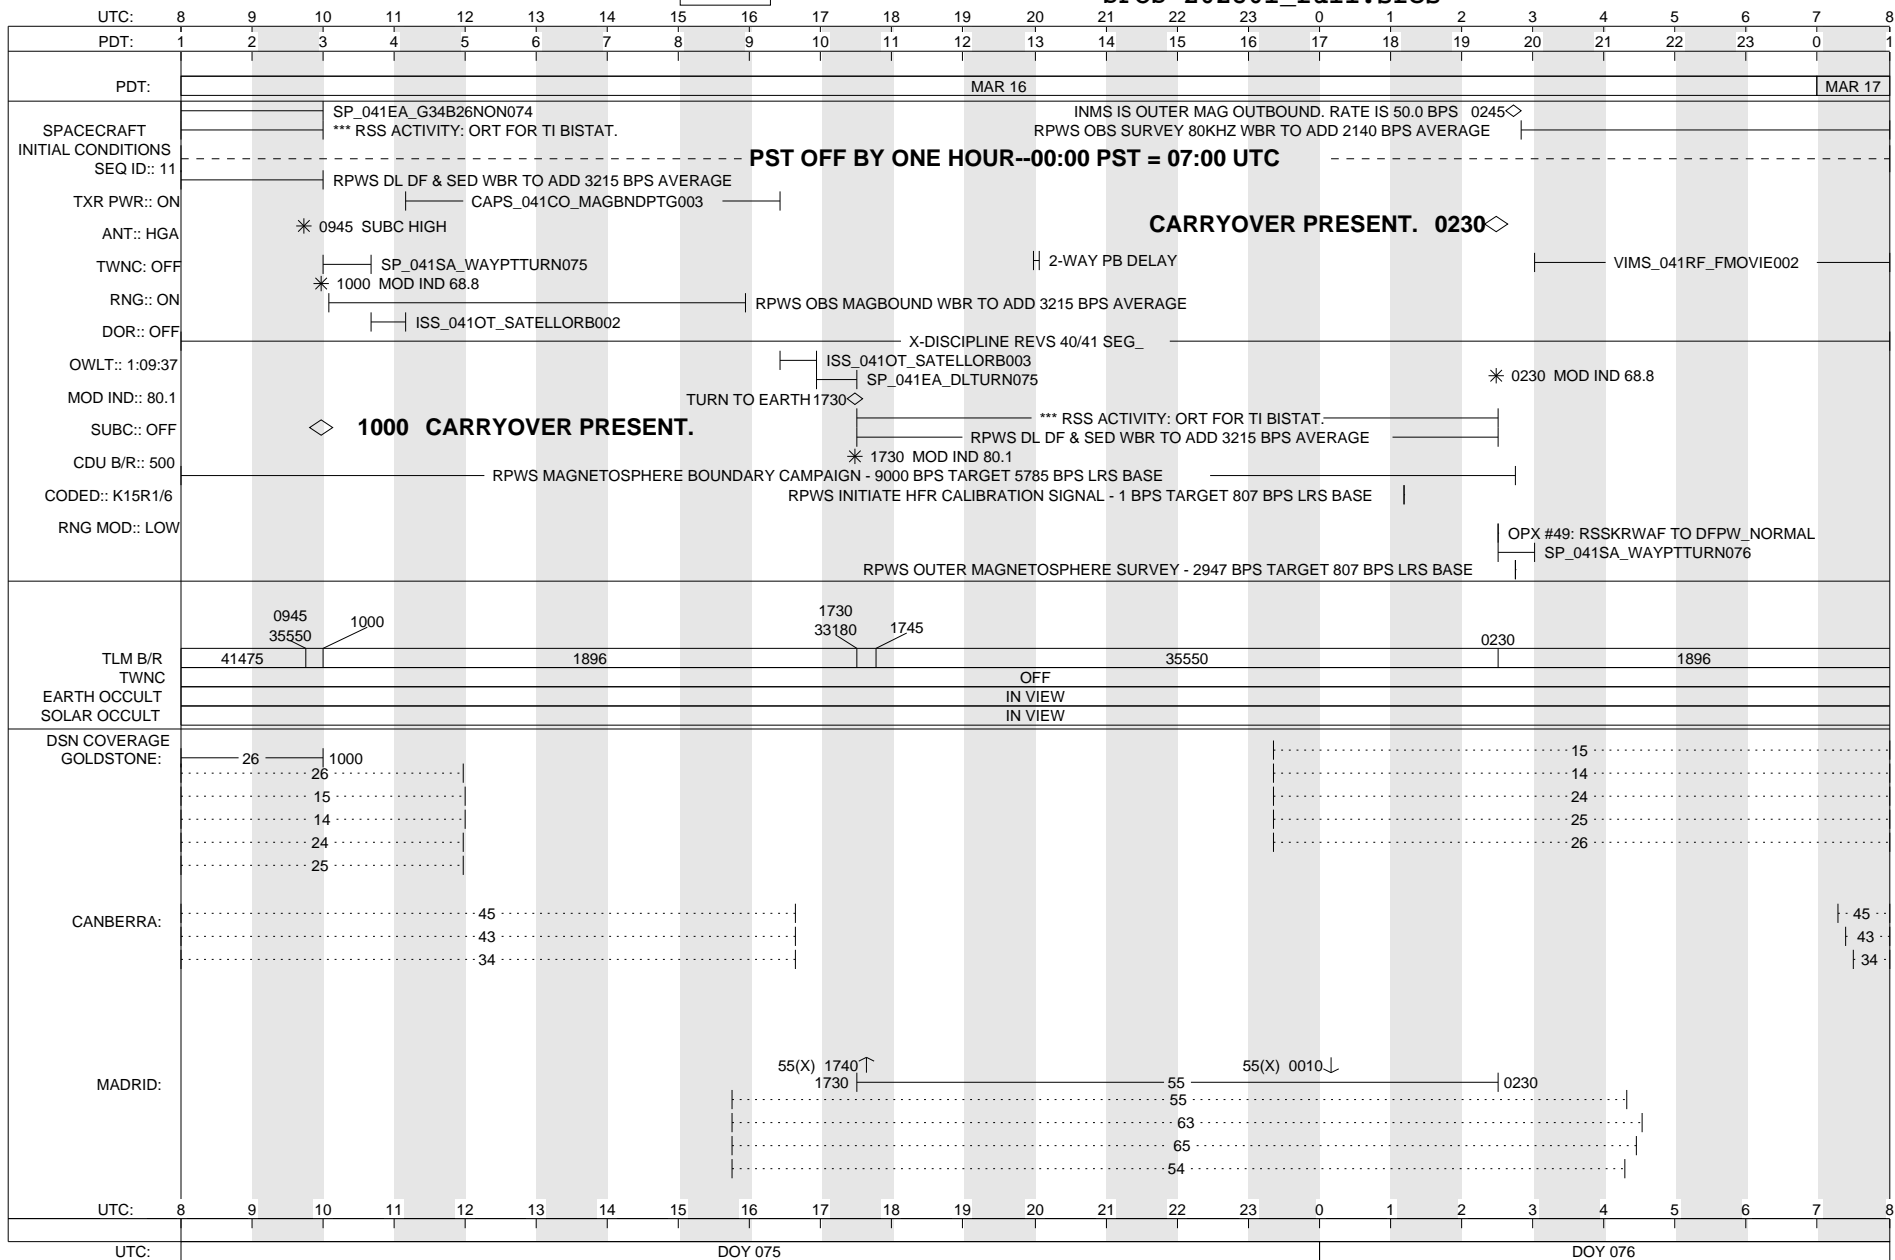 UTC: 8 9 10 11 12 13 14 15 16 17 18 19 20 21 22 23 0 1 2 3 4 5 6 7 8
PDT: 1 2 3 4 5 6 7 8 9 10 11 12 13 14 15 16 17 18 19 20 21 22 23 0 1
PDT: MAR 16 MAR 17
SP_041EA_G34B26NON074
INMS IS OUTER MAG OUTBOUND. RATE IS 50.0 BPS 0245
SPACECRAFT
*** RSS ACTIVITY: ORT FOR TI BISTAT.
RPWS OBS SURVEY 80KHZ WBR TO ADD 2140 BPS AVERAGE
INITIAL CONDITIONS
PST OFF BY ONE HOUR--00:00 PST = 07:00 UTC
SEQ ID:: 11
RPWS DL DF & SED WBR TO ADD 3215 BPS AVERAGE
TXR PWR:: ON
CAPS_041CO_MAGBNDPTG003
0945 SUBC HIGH
CARRYOVER PRESENT. 0230
ANT:: HGA
TWNC: OFF
SP_041SA_WAYPTTURN075
2-WAY PB DELAY
VIMS_041RF_FMOVIE002
1000 MOD IND 68.8
RNG:: ON
RPWS OBS MAGBOUND WBR TO ADD 3215 BPS AVERAGE
ISS_041OT_SATELLORB002
DOR:: OFF
X-DISCIPLINE REVS 40/41 SEG_
OWLT:: 1:09:37
ISS_041OT_SATELLORB003
SP_041EA_DLTURN075
0230 MOD IND 68.8
MOD IND:: 80.1
TURN TO EARTH 1730
*** RSS ACTIVITY: ORT FOR TI BISTAT.
SUBC:: OFF
1000 CARRYOVER PRESENT.
RPWS DL DF & SED WBR TO ADD 3215 BPS AVERAGE
1730 MOD IND 80.1
CDU B/R:: 500
RPWS MAGNETOSPHERE BOUNDARY CAMPAIGN - 9000 BPS TARGET 5785 BPS LRS BASE
CODED:: K15R1/6
RPWS INITIATE HFR CALIBRATION SIGNAL - 1 BPS TARGET 807 BPS LRS BASE
RNG MOD:: LOW
OPX #49: RSSKRWAF TO DFPW_NORMAL
SP_041SA_WAYPTTURN076
RPWS OUTER MAGNETOSPHERE SURVEY - 2947 BPS TARGET 807 BPS LRS BASE
0945 1000 1730 1745 0230
35550 33180
TLM B/R 41475 1896 35550 1896
TWNC OFF
EARTH OCCULT IN VIEW
SOLAR OCCULT IN VIEW
DSN COVERAGE
GOLDSTONE: 26 1000 15
26 14
15 24
14 25
24 26
25
CANBERRA: 45 45
43 43
34 34
55(X) 1740 55(X) 0010
MADRID: 1730 55 0230
55
63
65
54
UTC: 8 9 10 11 12 13 14 15 16 17 18 19 20 21 22 23 0 1 2 3 4 5 6 7 8
UTC: DOY 075 DOY 076